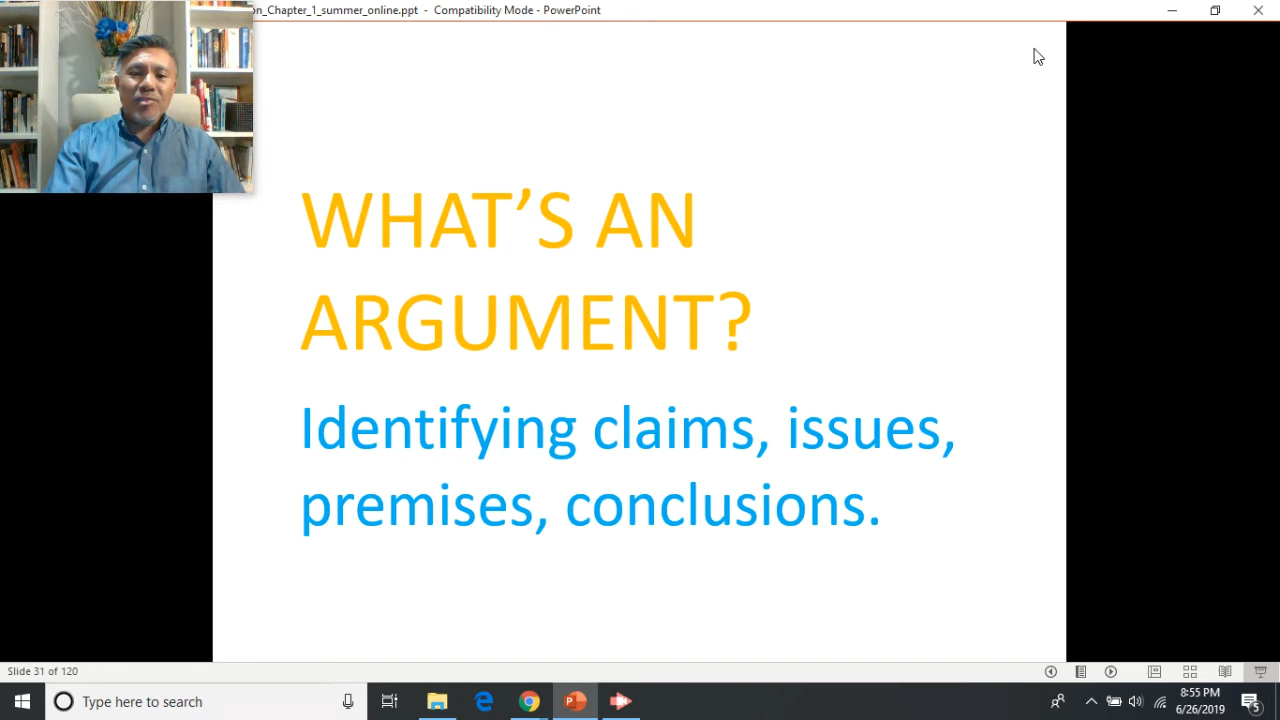 on_Chapter_1_summer_online.ppt - Compatibility Mode - PowerPoint
WHAT’S AN
ARGUMENT?
Identifying claims, issues,
premises, conclusions.
Slide 31 of 120
Type here to search
8:55 PM
6/26/2019
5